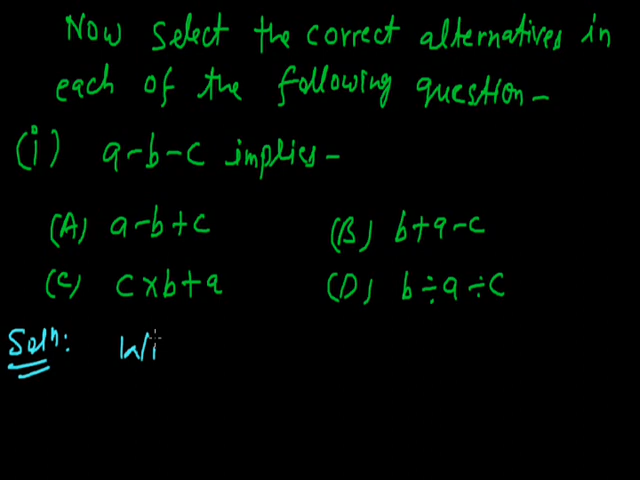 Now select the correct alternatives in
each of the following question-
(i) a-b-c implies-
(A) a-b+c (B) b+a-c
(C) c×b+a (D) b÷a÷c
Solⁿ: Wi